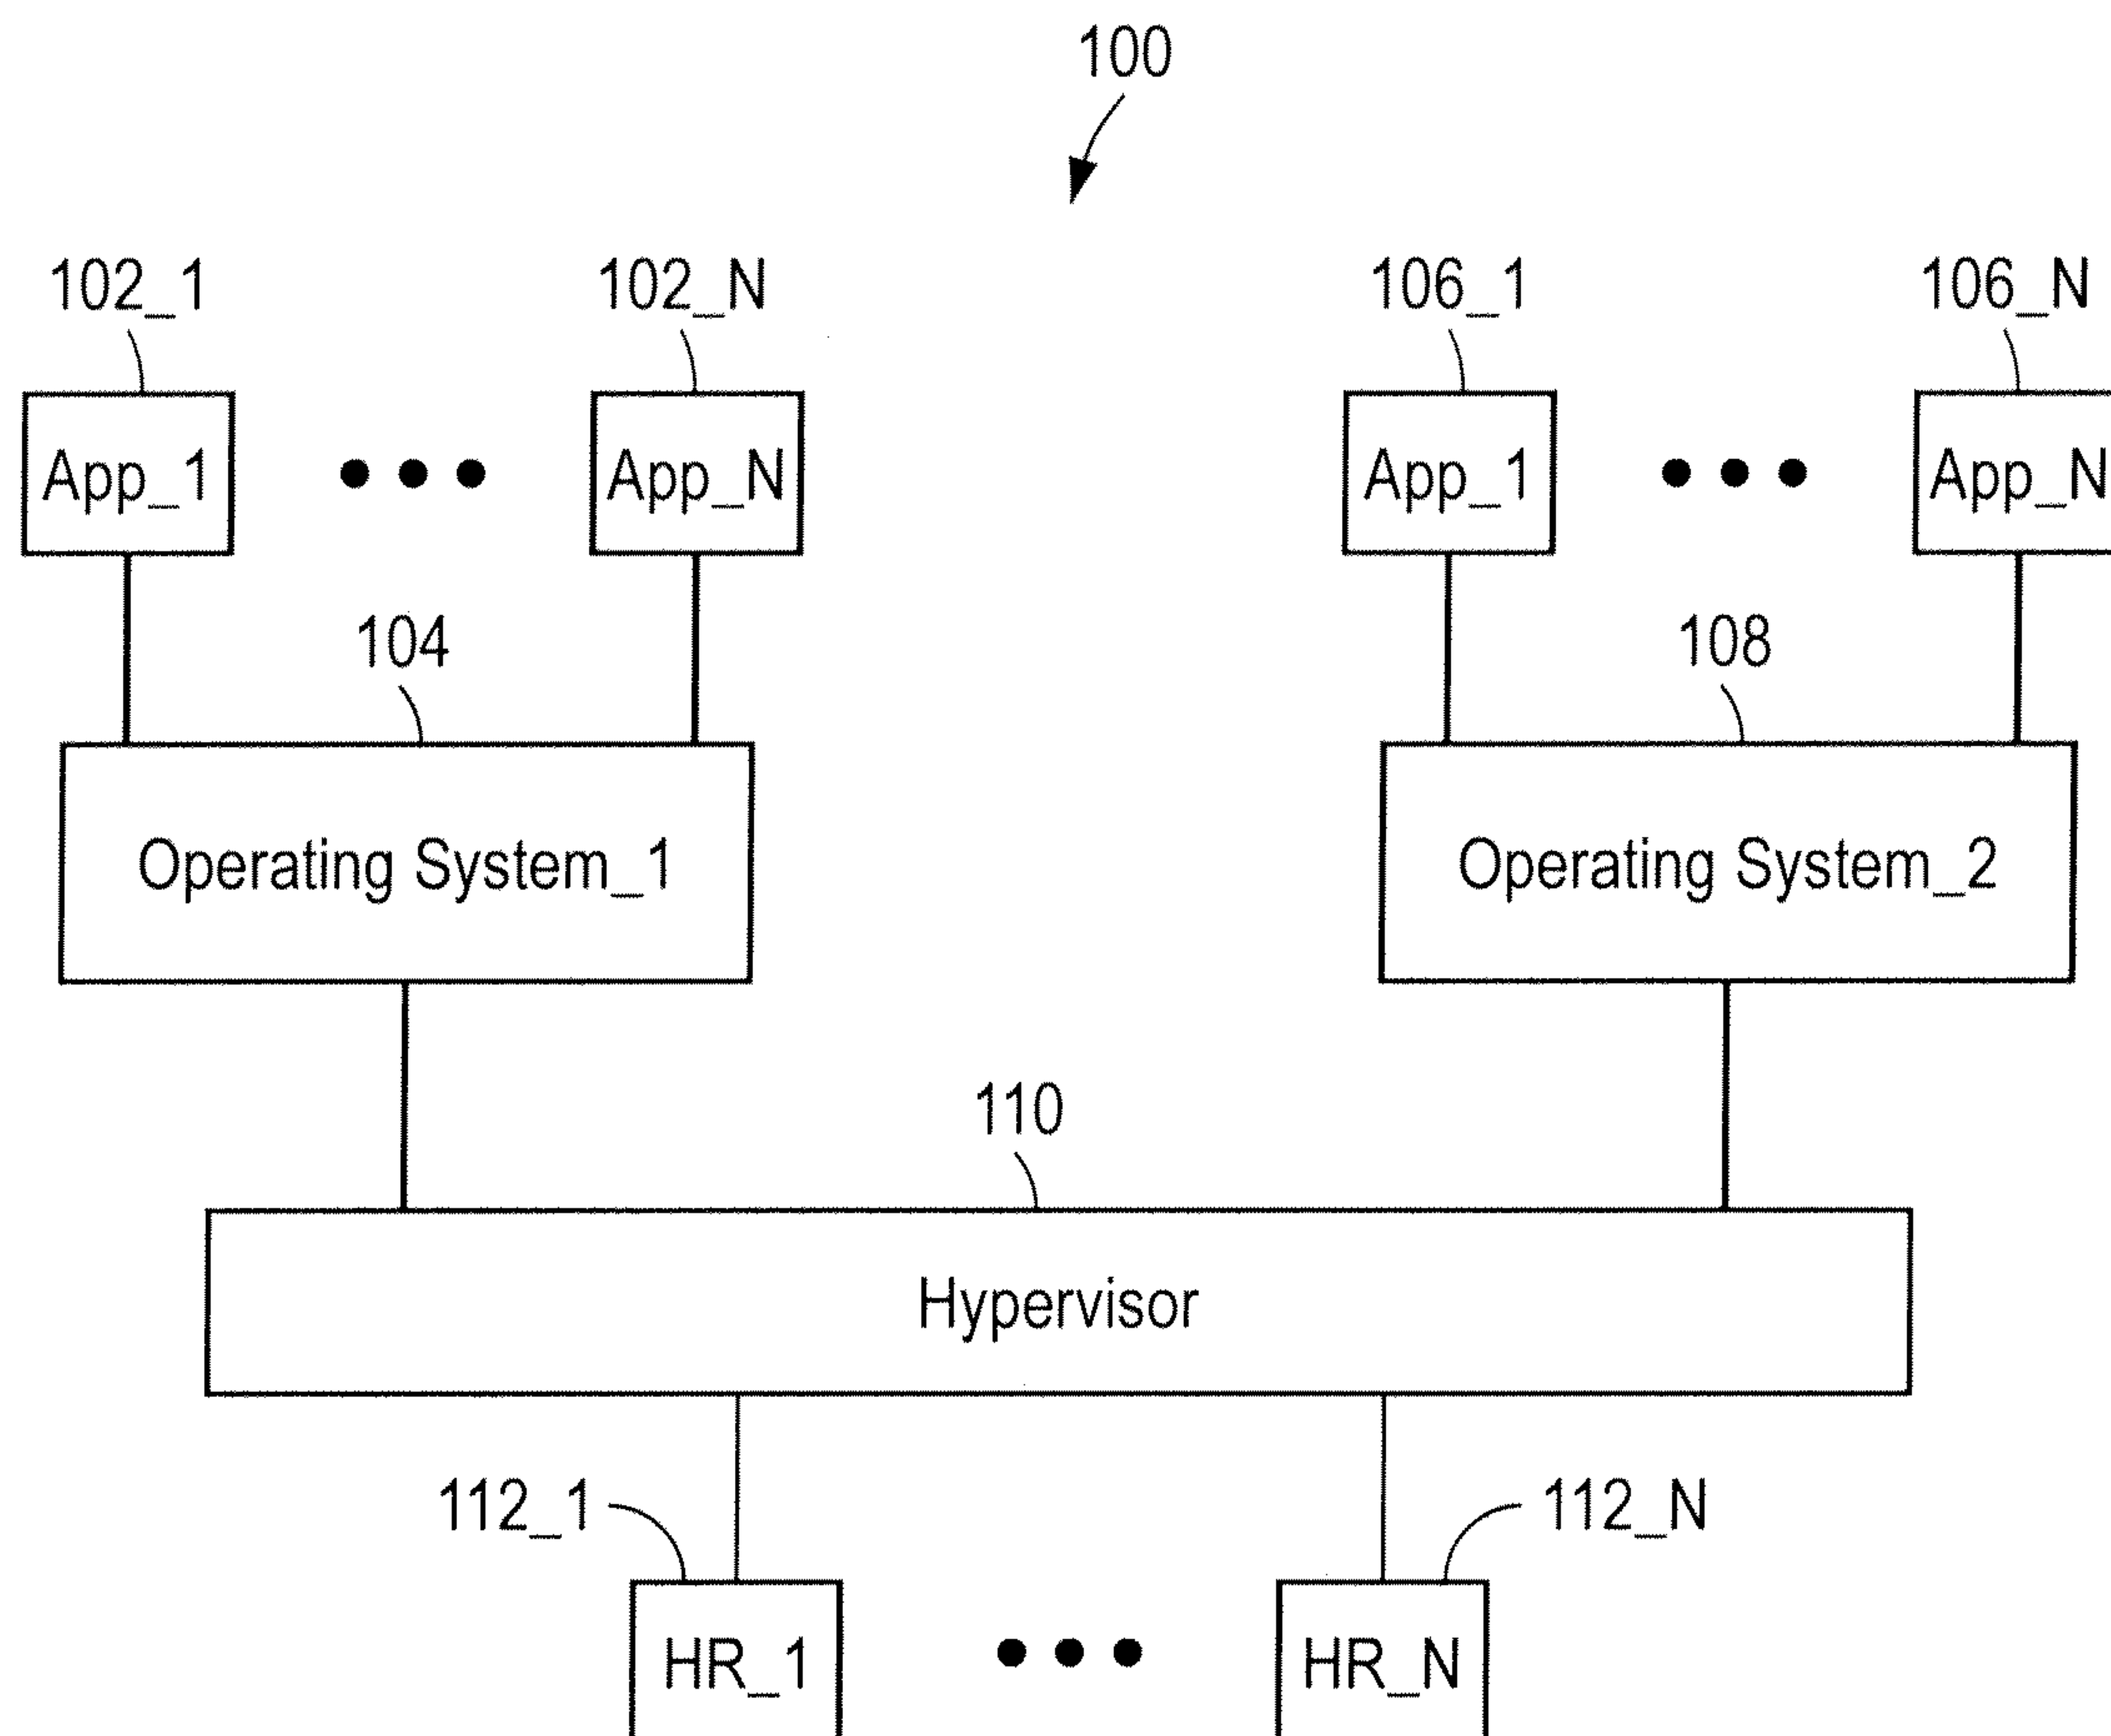 100
102_1 102_N 106_1 106_N
App_1 App_N App_1 App_N
104 108
Operating System_1 Operating System_2
110
Hypervisor
112_1 112_N
HR_1 HR_N